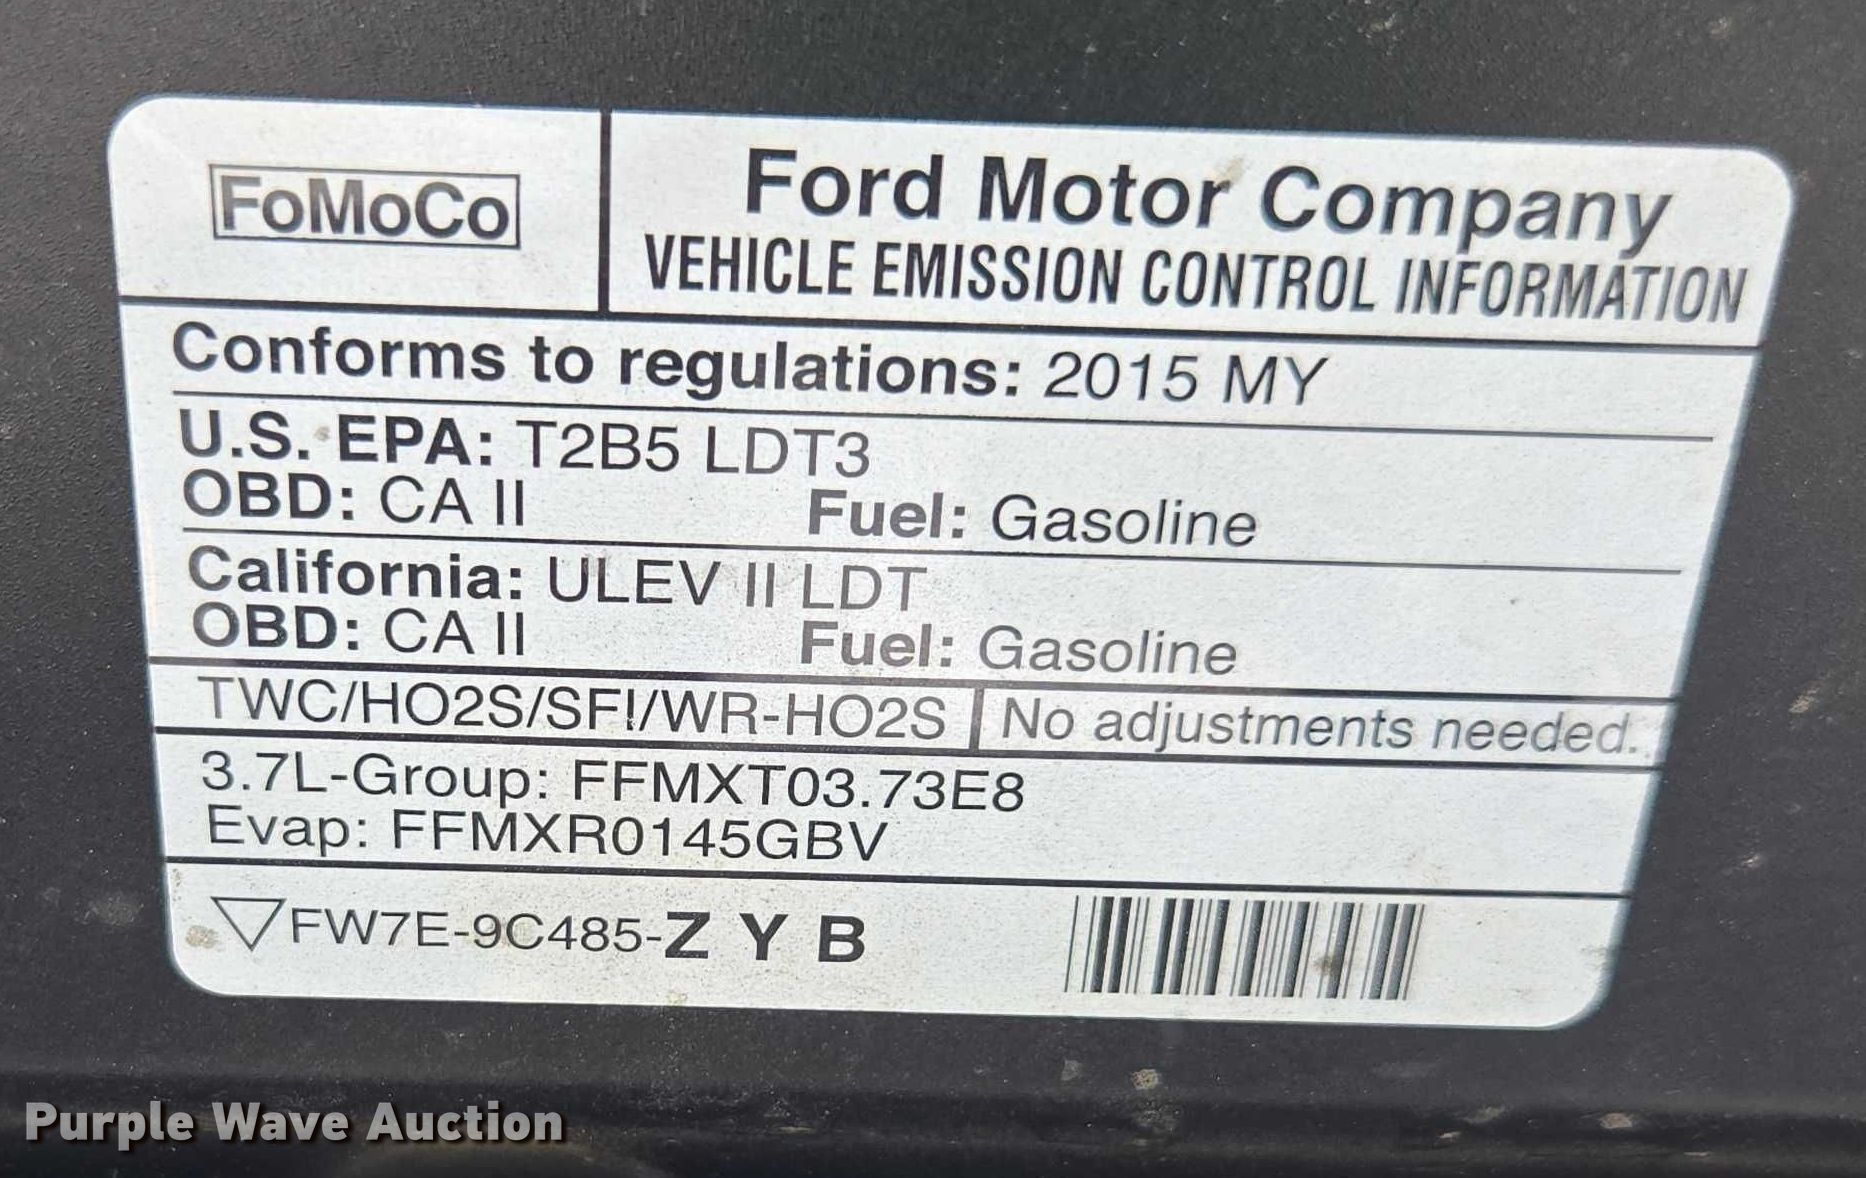 FoMoCo
Ford Motor Company
VEHICLE EMISSION CONTROL INFORMATION
Conforms to regulations: 2015 MY
U.S. EPA: T2B5 LDT3
OBD: CA II Fuel: Gasoline
California: ULEV II LDT
OBD: CA II Fuel: Gasoline
TWC/HO2S/SFI/WR-HO2S No adjustments needed.
3.7L-Group: FFMXT03.73E8
Evap: FFMXR0145GBV
FW7E-9C485-Z Y B
Purple Wave Auction